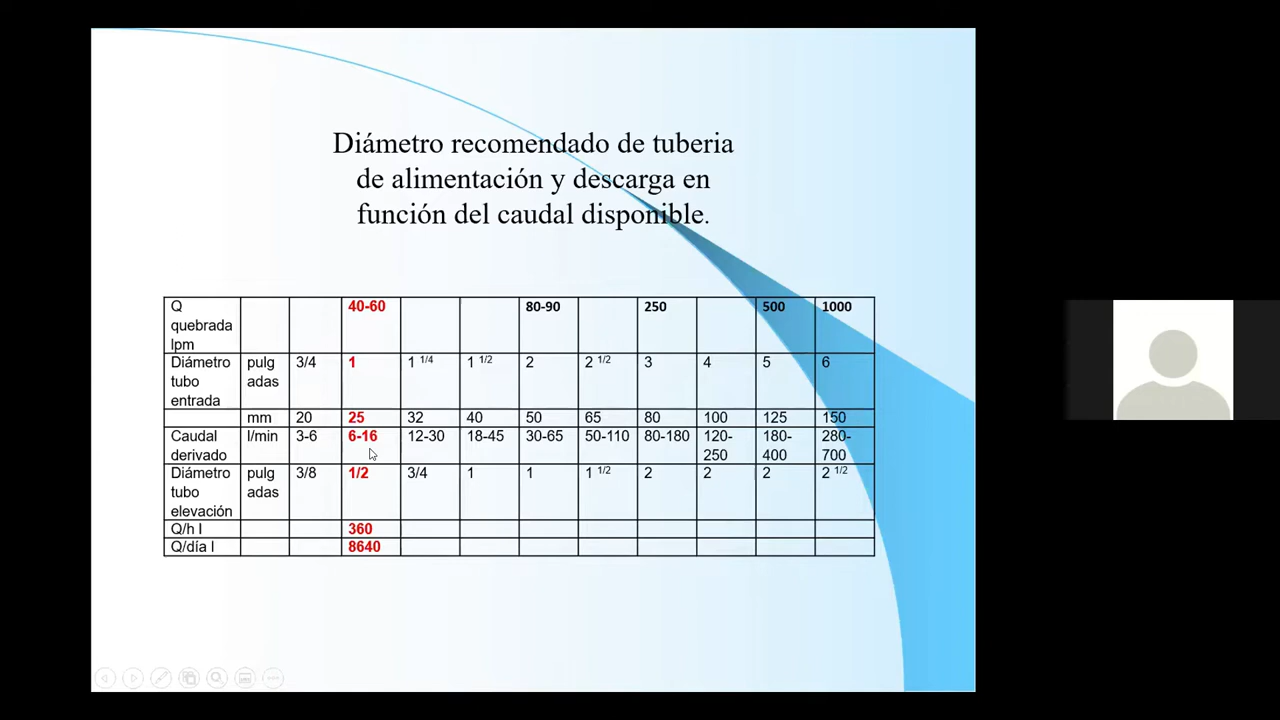 Diámetro recomendado de tuberia
de alimentación y descarga en
función del caudal disponible.
Q quebrada lpm 40-60 80-90 250 500 1000
Diámetro tubo entrada pulg adas 3/4 1 1 1/4 1 1/2 2 2 1/2 3 4 5 6
mm 20 25 32 40 50 65 80 100 125 150
Caudal derivado l/min 3-6 6-16 12-30 18-45 30-65 50-110 80-180 120-250 180-400 280-700
Diámetro tubo elevación pulg adas 3/8 1/2 3/4 1 1 1 1/2 2 2 2 2 1/2
Q/h l 360
Q/día l 8640